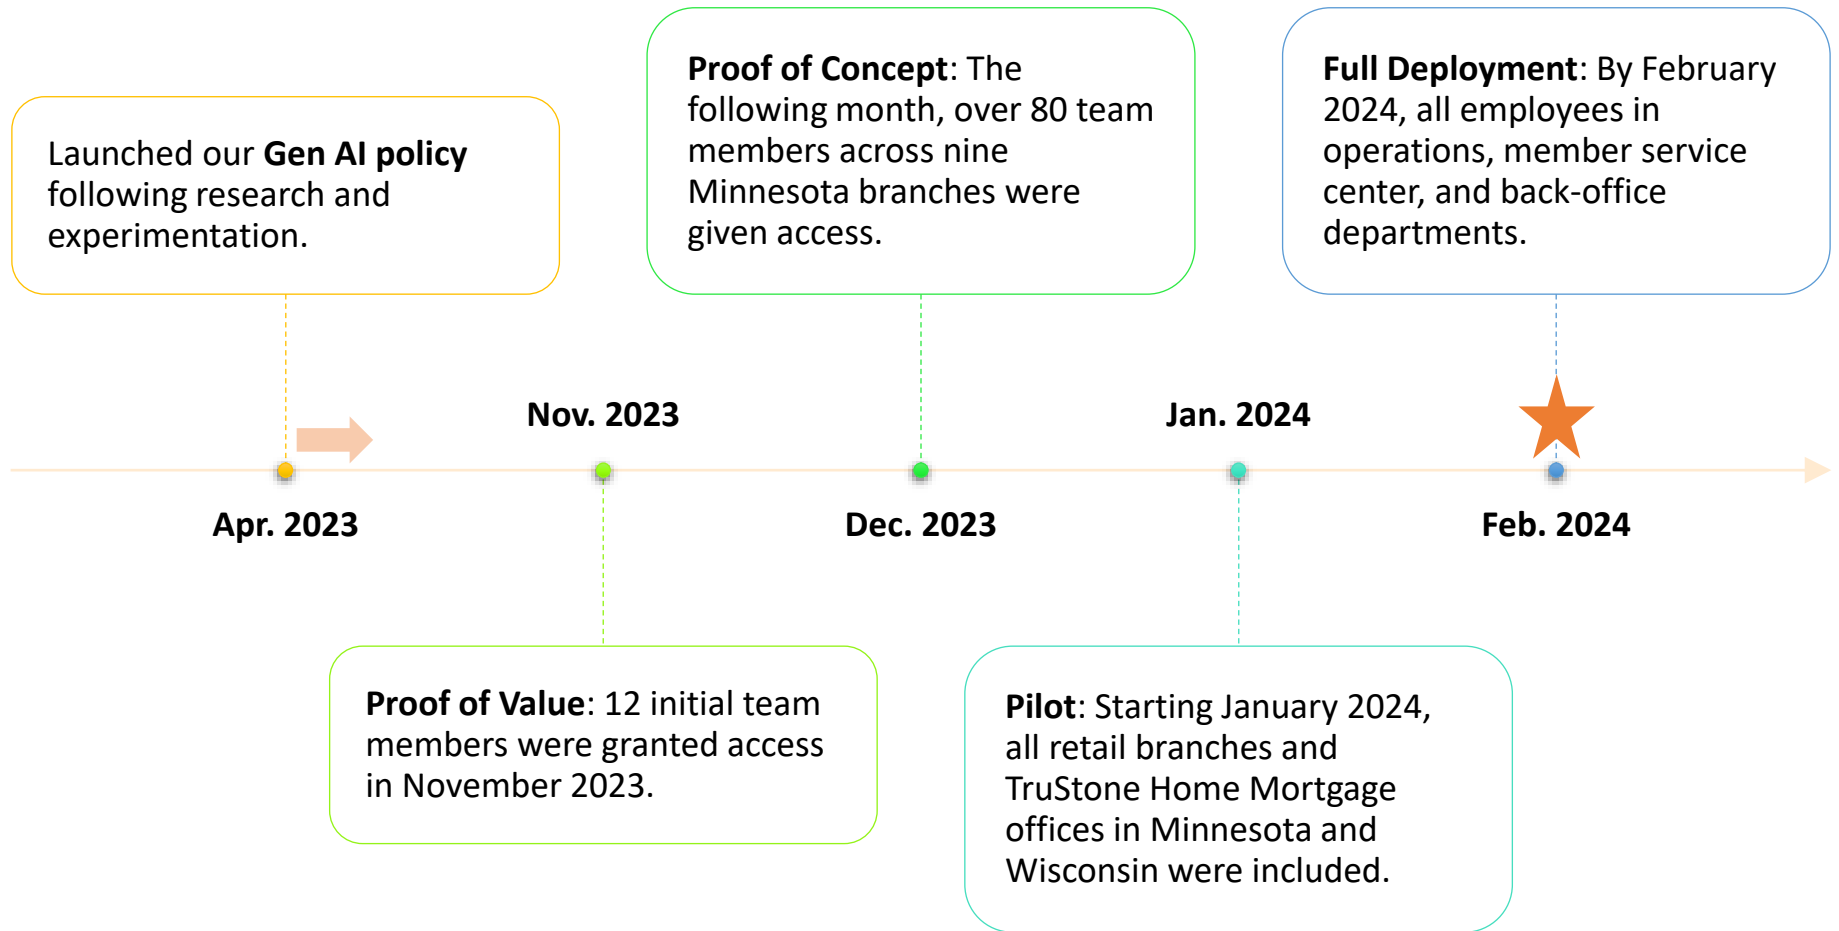 Launched our Gen AI policy
following research and
experimentation.
Proof of Concept: The
following month, over 80 team
members across nine
Minnesota branches were
given access.
Full Deployment: By February
2024, all employees in
operations, member service
center, and back-office
departments.
Nov. 2023
Jan. 2024
Apr. 2023
Dec. 2023
Feb. 2024
Proof of Value: 12 initial team
members were granted access
in November 2023.
Pilot: Starting January 2024,
all retail branches and
TruStone Home Mortgage
offices in Minnesota and
Wisconsin were included.